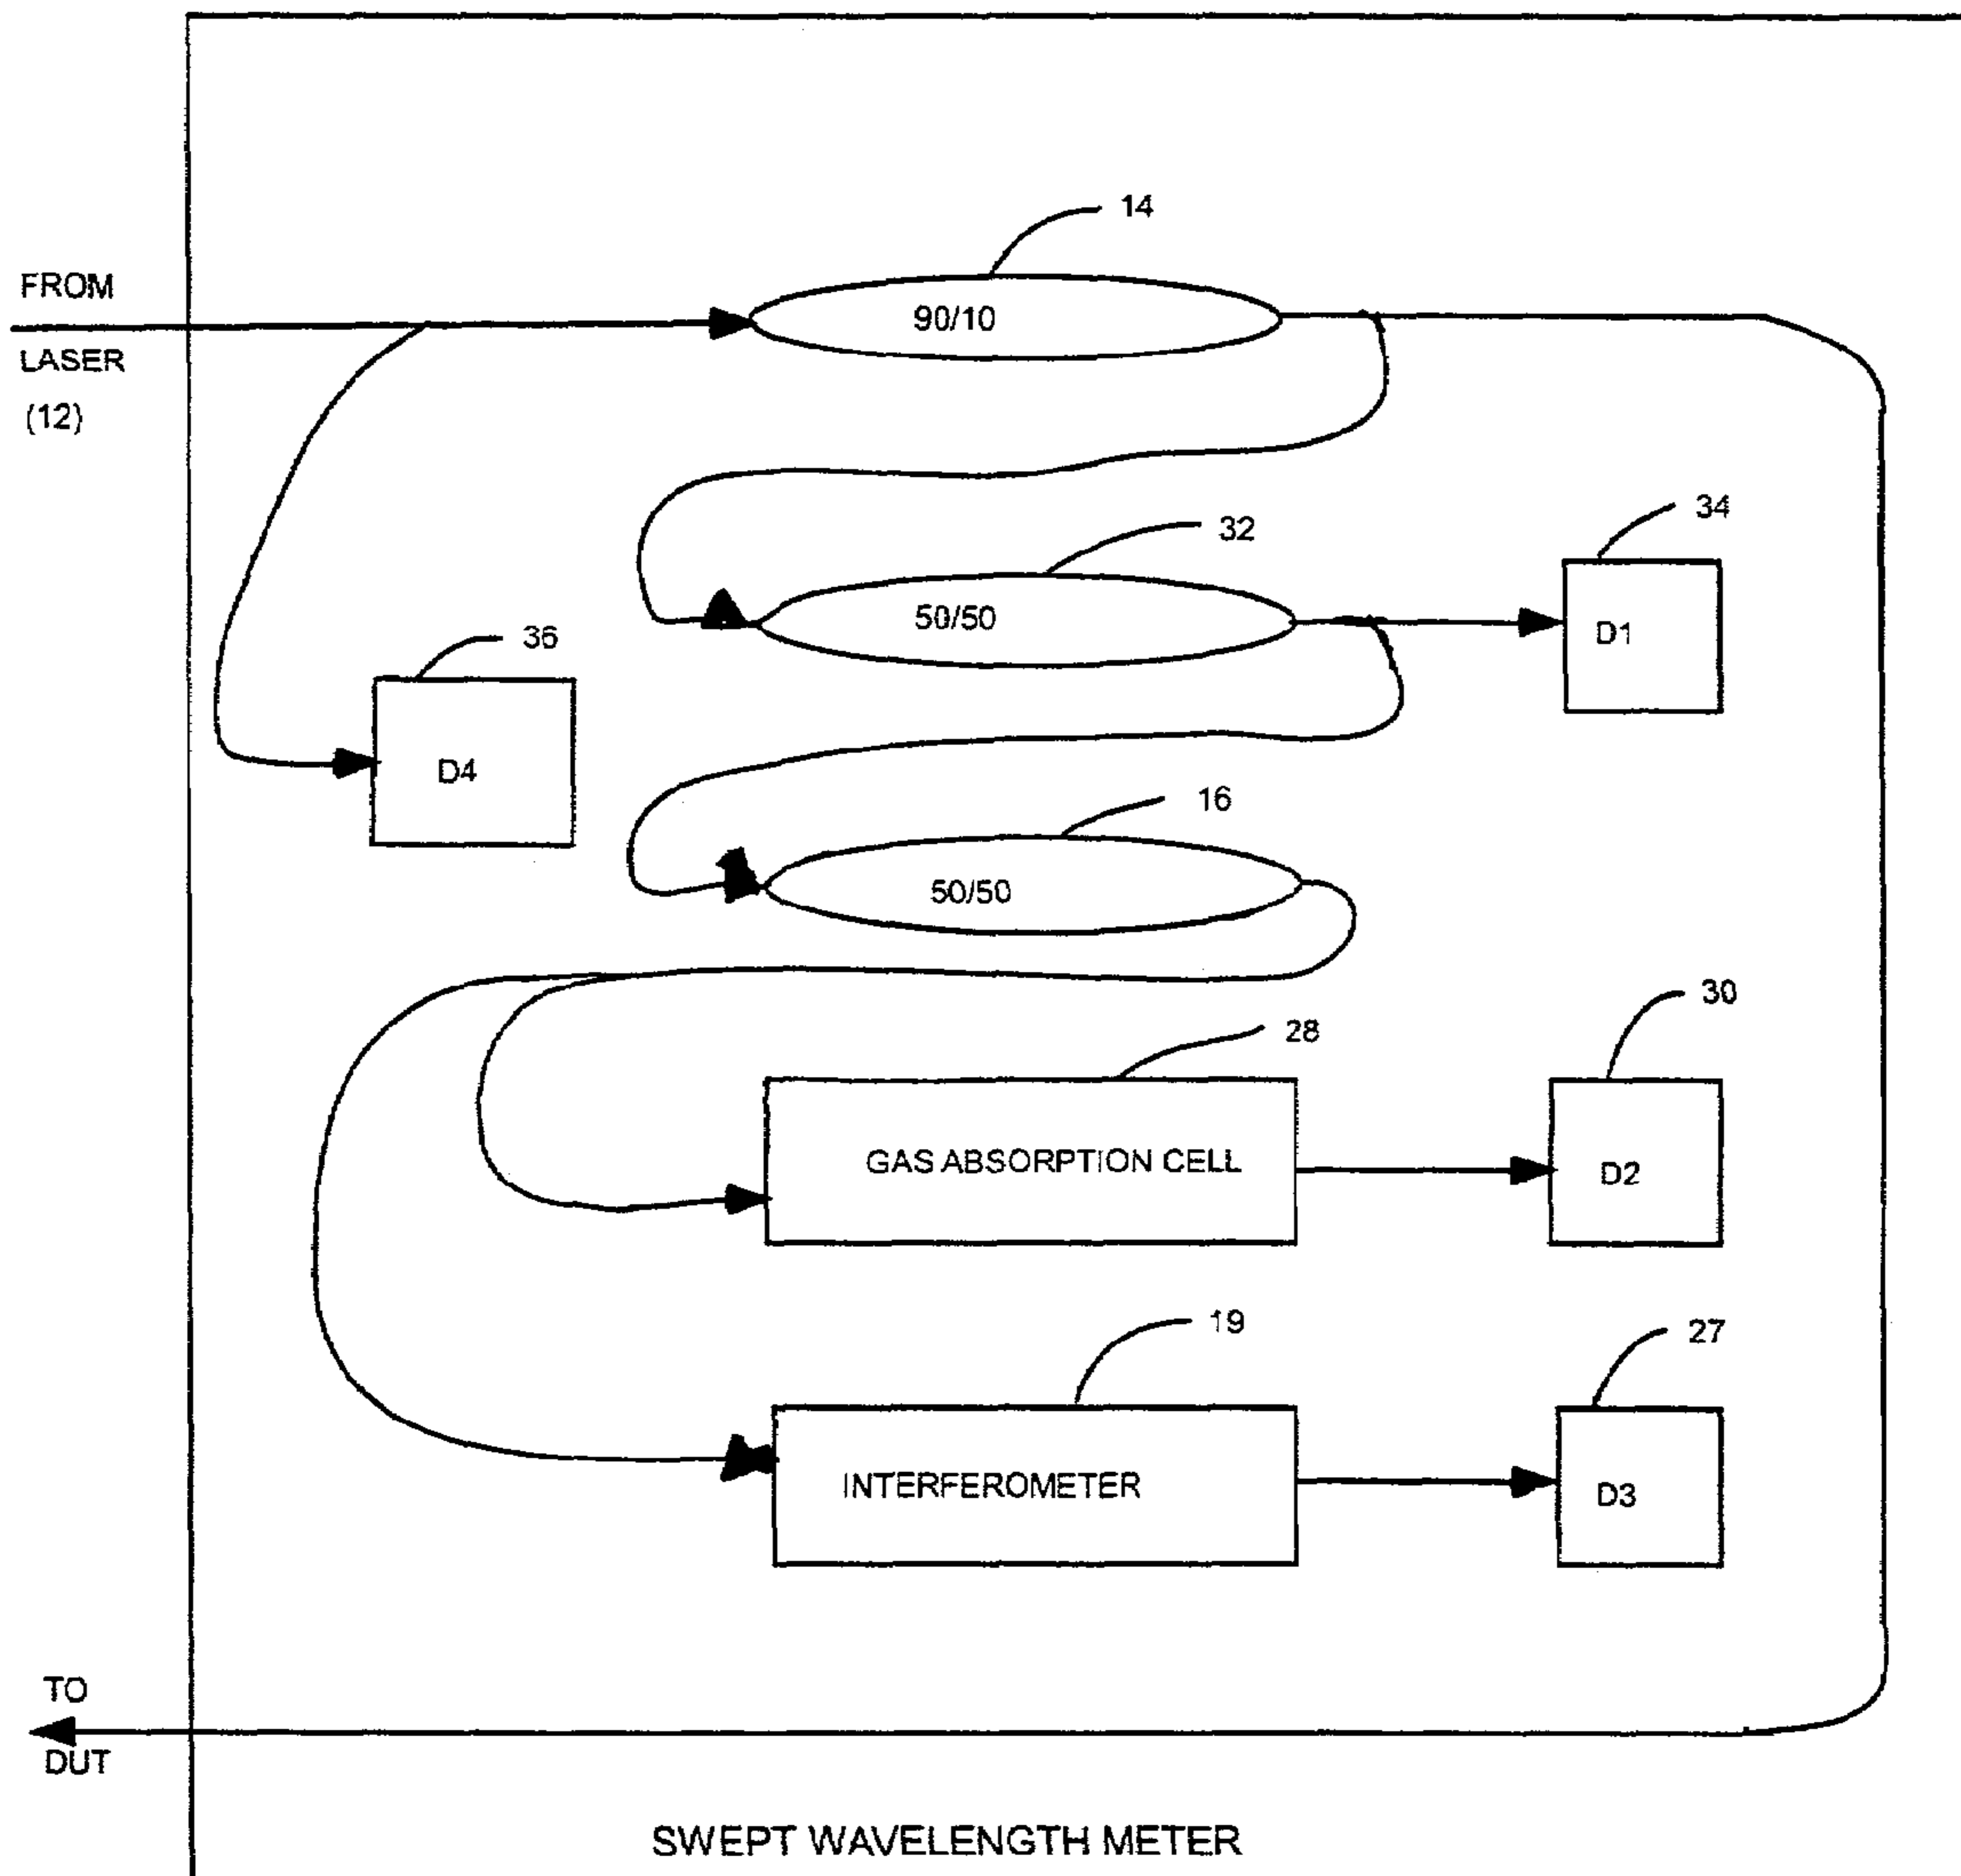 14
FROM
LASER
(12)
90/10
34
32
50/50
D1
36
D4
16
50/50
30
28
GAS ABSORPTION CELL
D2
19
27
INTERFEROMETER
D3
TO
DUT
SWEPT WAVELENGTH METER